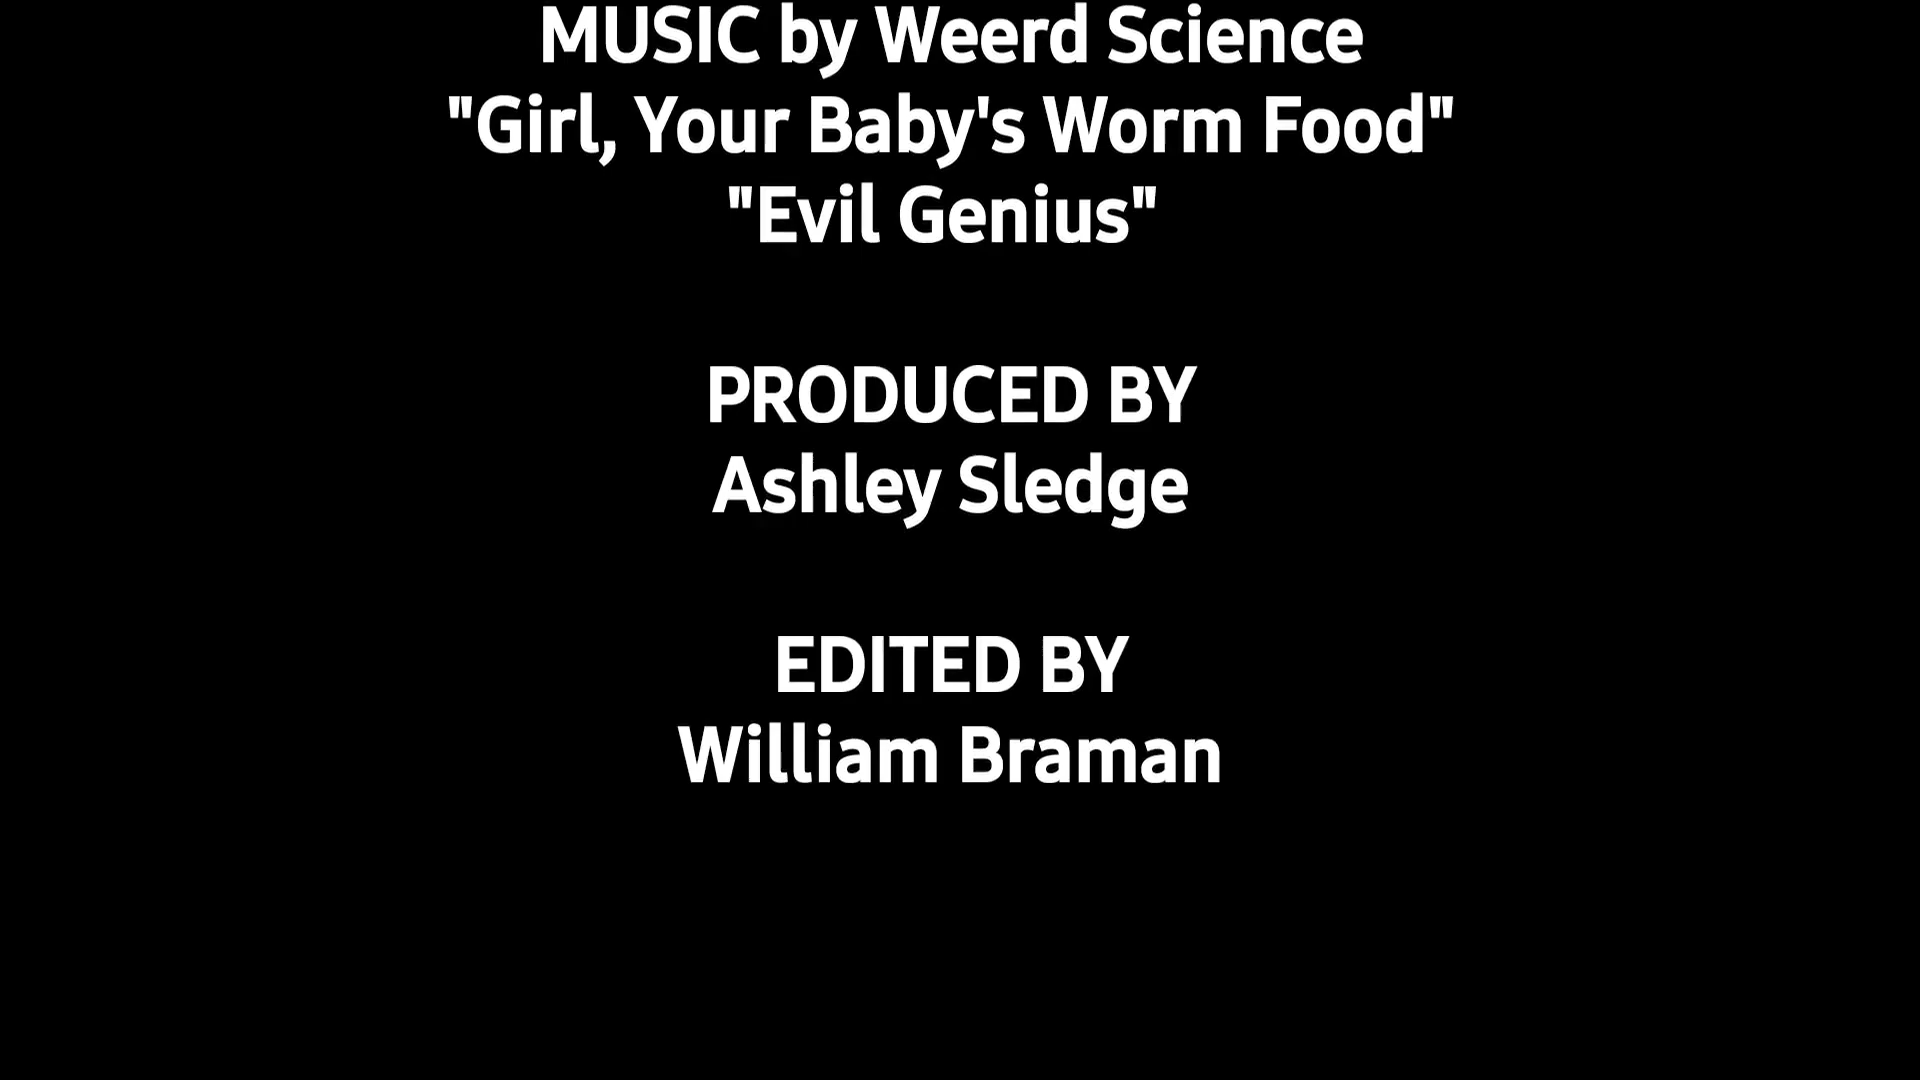 MUSIC by Weerd Science
"Girl, Your Baby's Worm Food"
"Evil Genius"
PRODUCED BY
Ashley Sledge
EDITED BY
William Braman